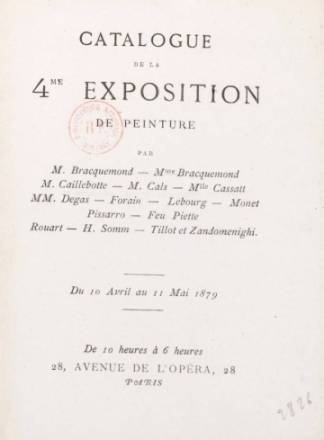 CATALOGUE
DE LA
4ME EXPOSITION
DE PEINTURE
PAR
M. Bracquemond — Mme Bracquemond
M. Caillebotte — M. Cals — Mlle Cassatt
MM. Degas — Forain — Lebourg — Monet
Pissarro — Feu Piette
Rouart — H. Somm — Tillot et Zandomenighi.
Du 10 Avril au 11 Mai 1879
De 10 heures à 6 heures
28, AVENUE DE L'OPÉRA, 28
PARIS
2826